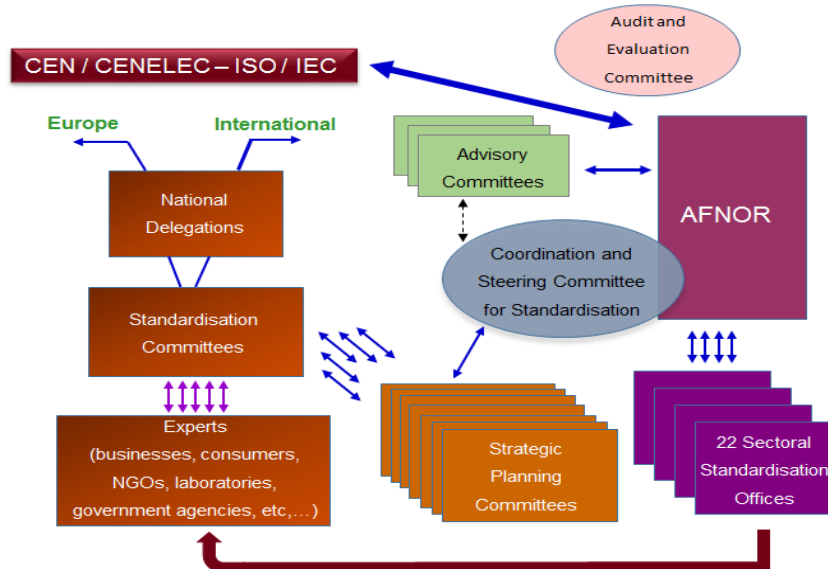 Audit and
Evaluation
Committee
CEN / CENELEC – ISO / IEC
Europe
International
Advisory
Committees
AFNOR
National
Delegations
Coordination and
Steering Committee
for Standardisation
Standardisation
Committees
Experts
(businesses, consumers,
NGOs, laboratories,
government agencies, etc,...)
Strategic
Planning
Committees
22 Sectoral
Standardisation
Offices